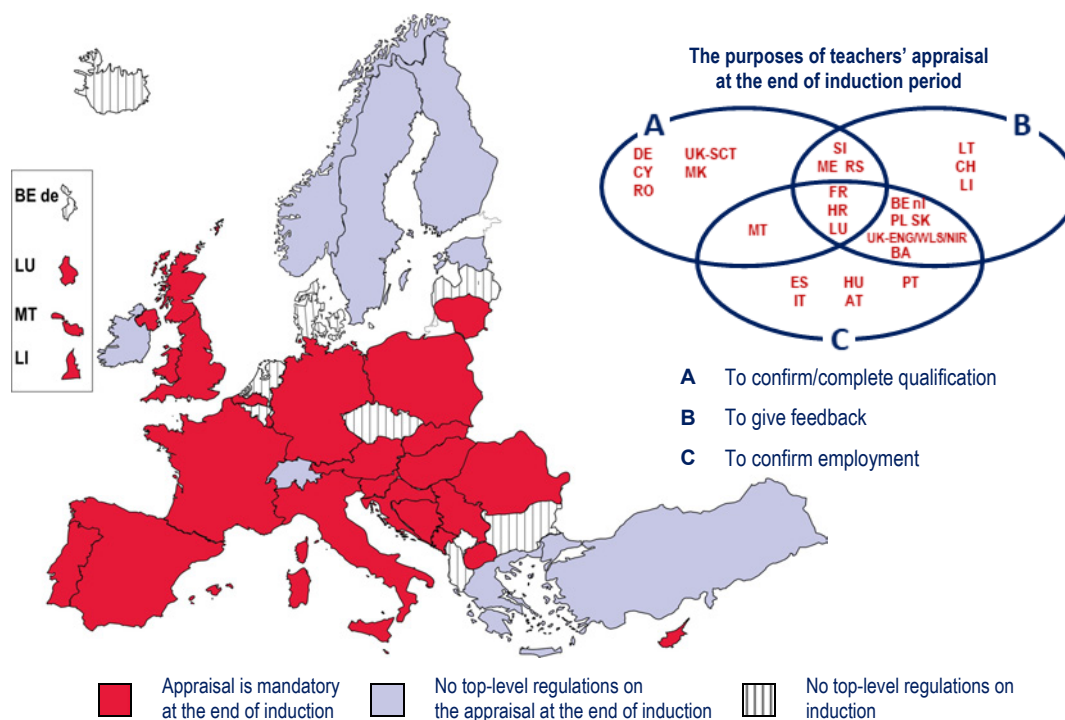 The purposes of teachers' appraisal
at the end of induction period
A
B
DE
UK-SCT
CY
MK
RO
SI
ME RS
LT
CH
LI
FR
HR
LU
BE nl
PL SK
UK-ENG/WLS/NIR
BA
MT
ES
HU
PT
IT
AT
C
A To confirm/complete qualification
B To give feedback
C To confirm employment
BE de
LU
MT
LI
Appraisal is mandatory
at the end of induction
No top-level regulations on
the appraisal at the end of induction
No top-level regulations on
induction